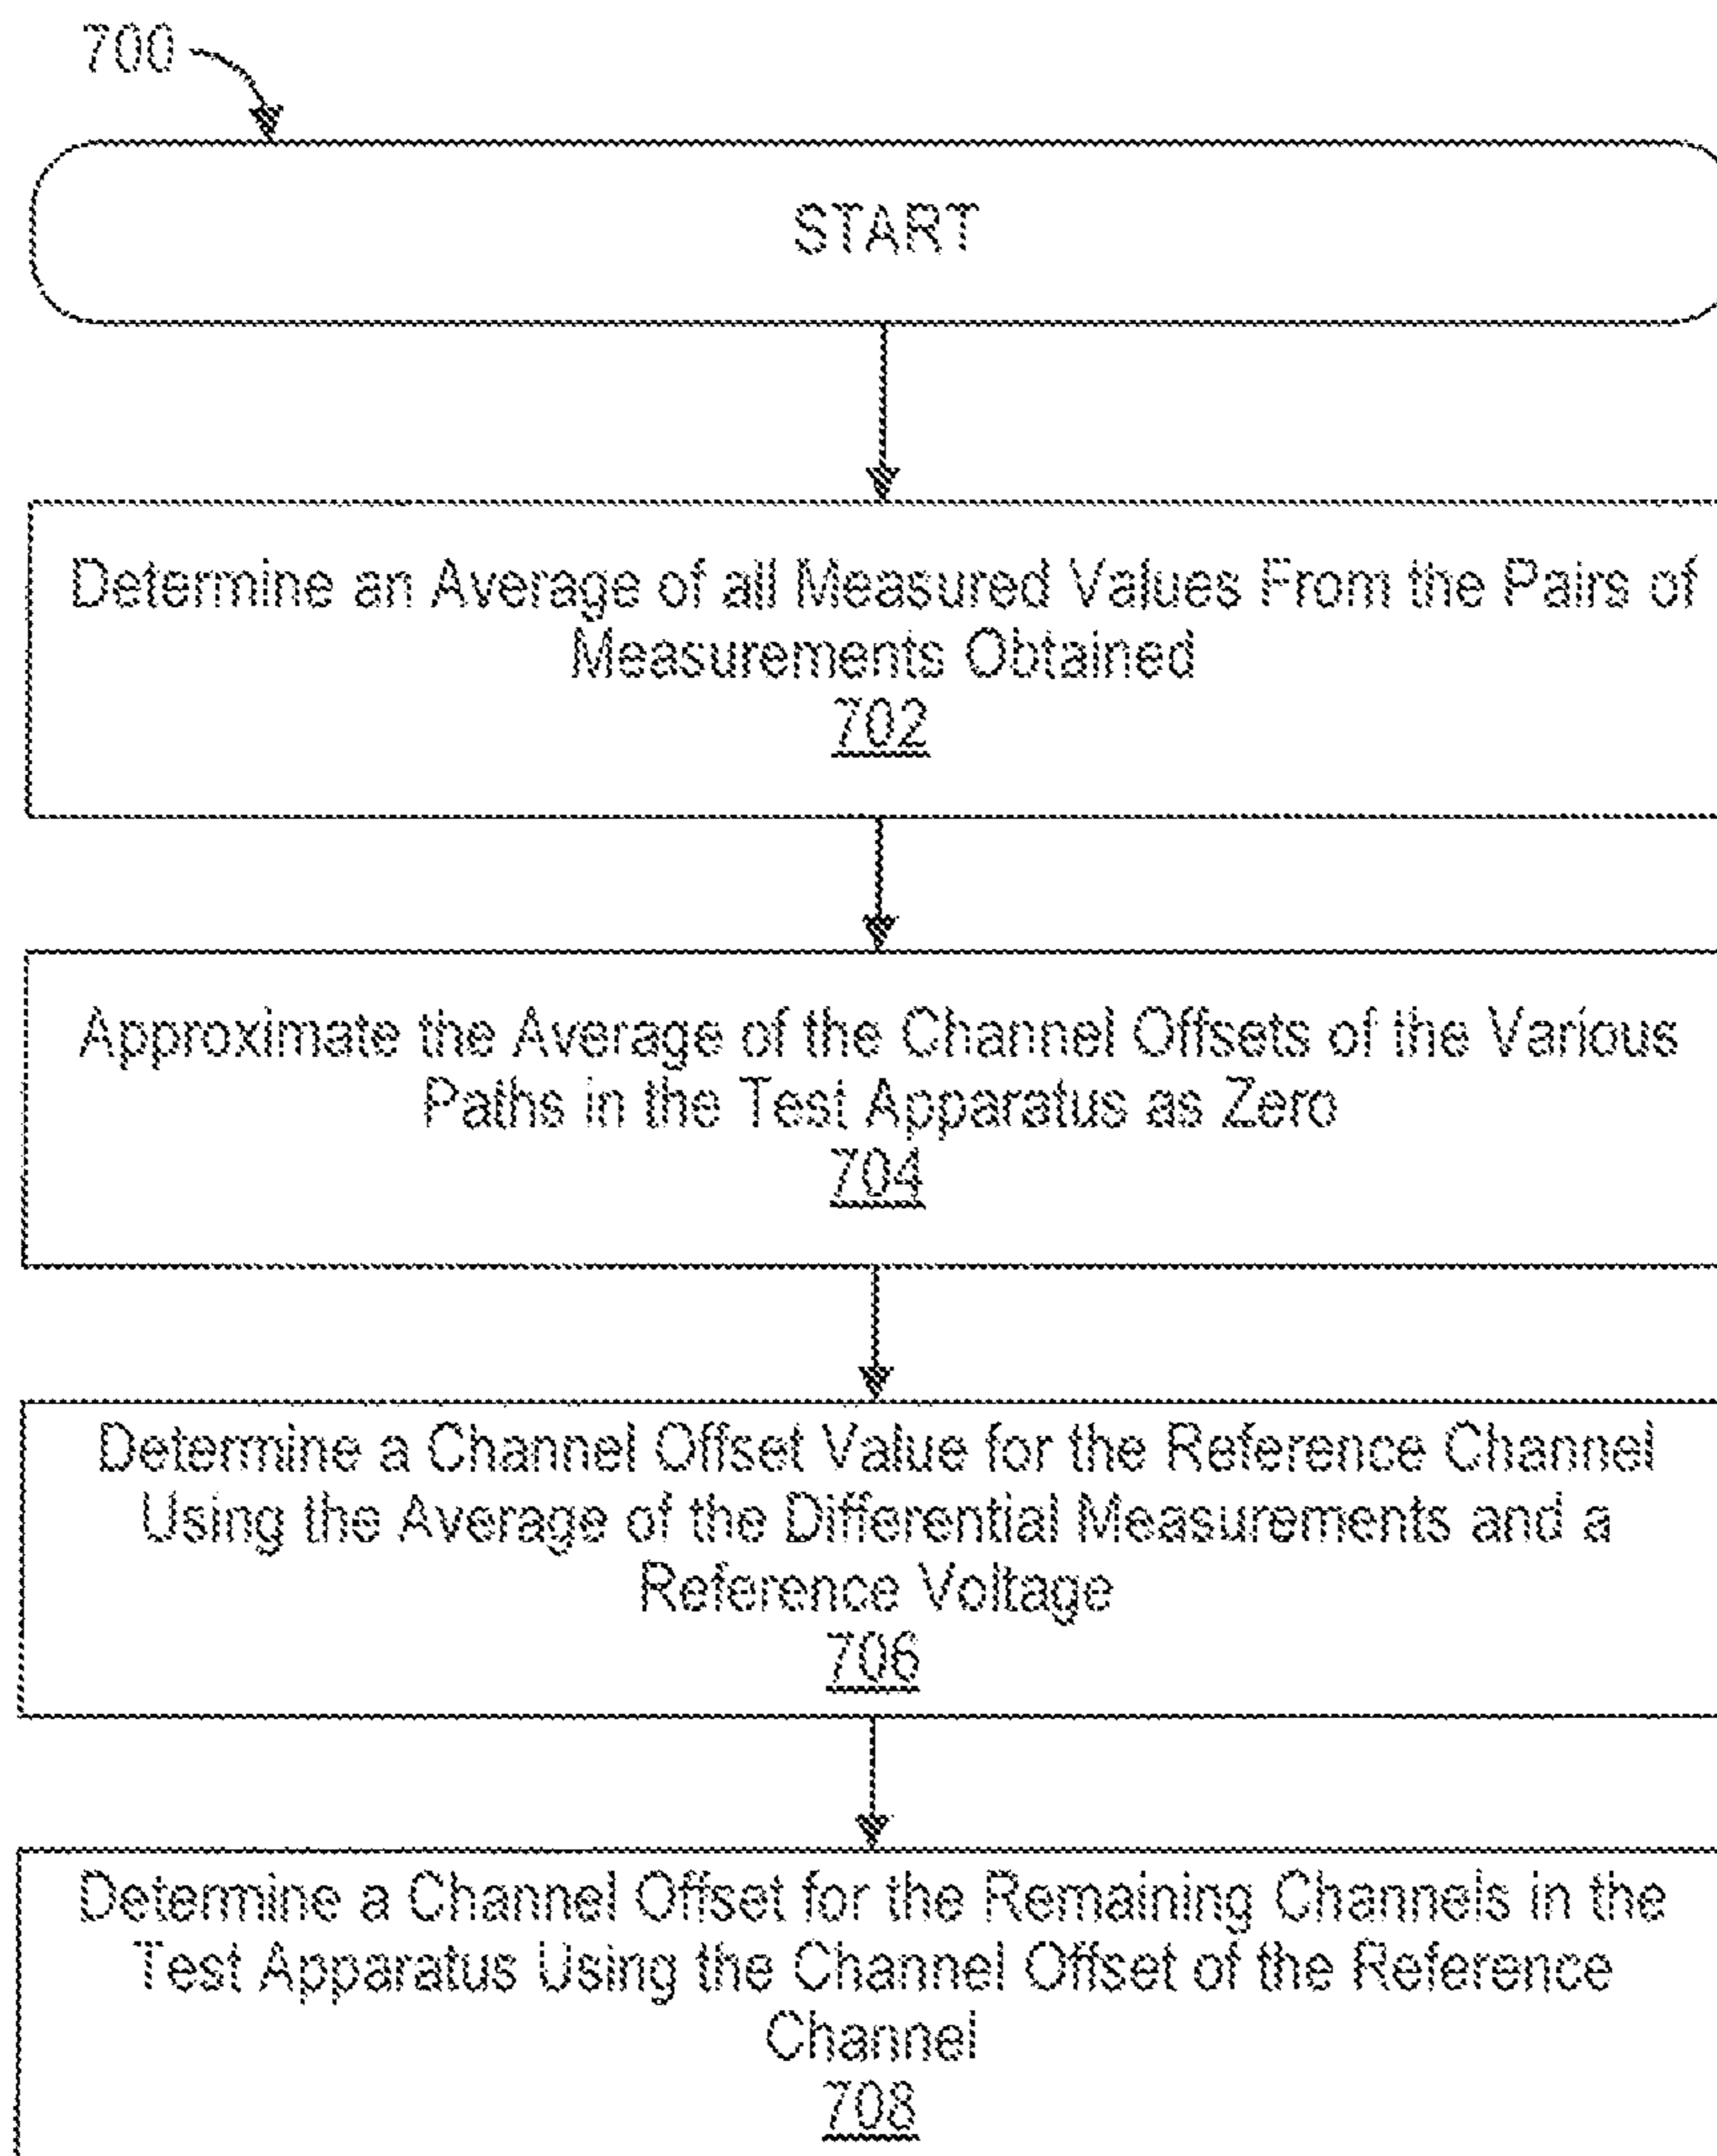 700
START
Determine an Average of all Measured Values From the Pairs of
Measurements Obtained
702
Approximate the Average of the Channel Offsets of the Various
Paths in the Test Apparatus as Zero
704
Determine a Channel Offset Value for the Reference Channel
Using the Average of the Differential Measurements and a
Reference Voltage
706
Determine a Channel Offset for the Remaining Channels in the
Test Apparatus Using the Channel Offset of the Reference
Channel
708